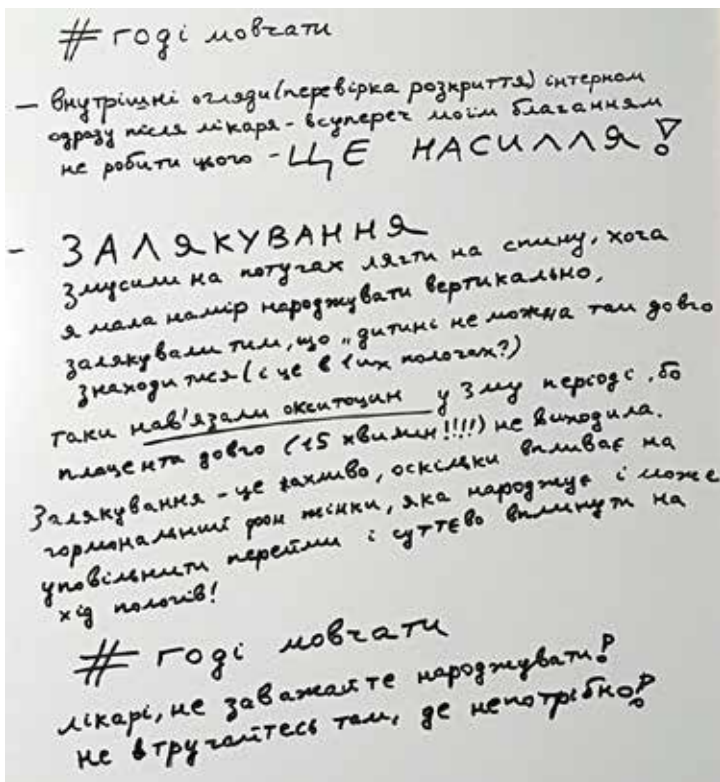 # годі мовчати
– внутрішні огляди (перевірка розкриття) інтерном
одразу після лікаря - всупереч моїм благанням
не робити цього - ЦЕ НАСИЛЛЯ!
- ЗАЛЯКУВАННЯ
Змусили на потугах лягти на спину, хоча
я мала намір народжувати вертикально,
залякували тим, що „дитині не можна там довго
знаходитися (і це в 1их пологах?)
таки нав'язали окситоцин у 3му періоді, бо
плацента довго (15 хвилин!!!!) не виходила.
Залякування - це жахливо, оскільки впливає на
гормональний фон жінки, яка народжує і може
уповільнити перейми і суттєво вплинути на
хід пологів!
# годі мовчати
лікарі, не заважайте народжувати!
не втручайтесь там, де непотрібно!